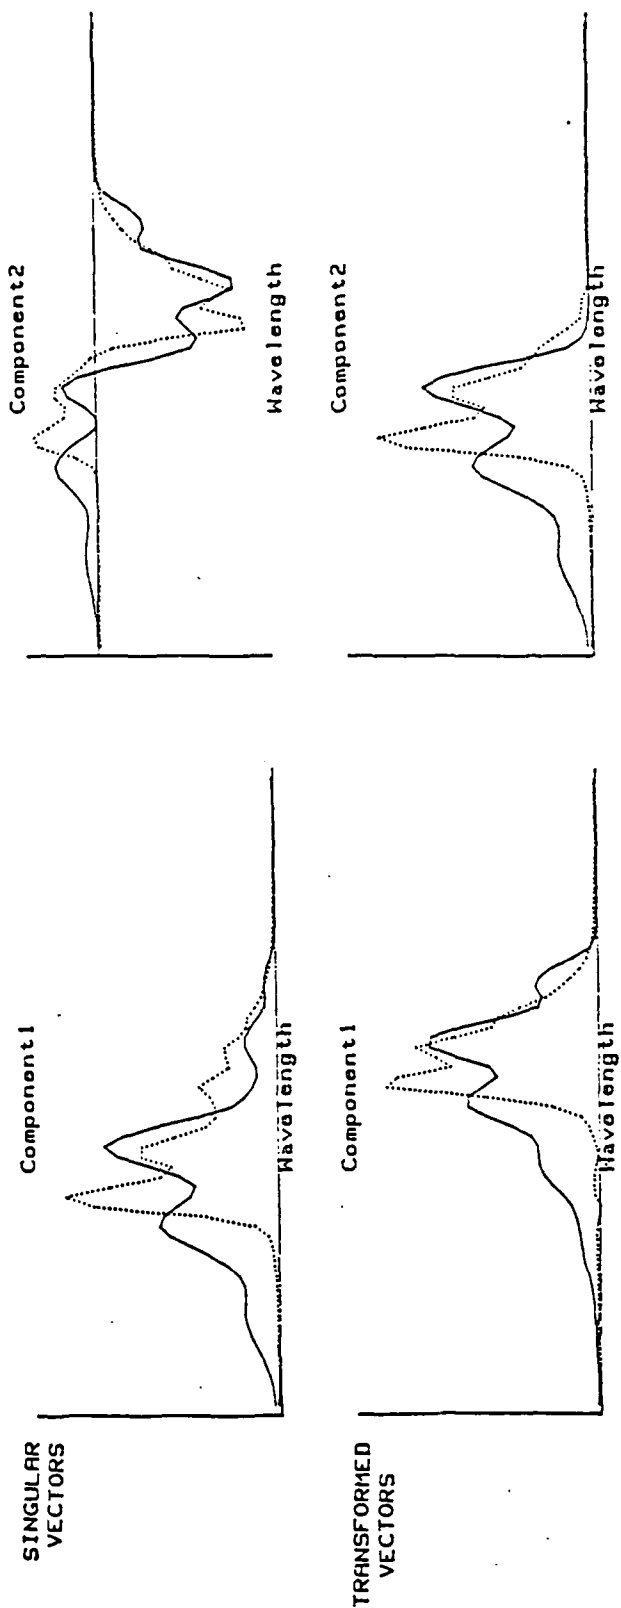 SINGULAR
VECTORS
Component1
Wavelength
Component2
Wavelength
TRANSFORMED
VECTORS
Component1
Wavelength
Component2
Wavelength